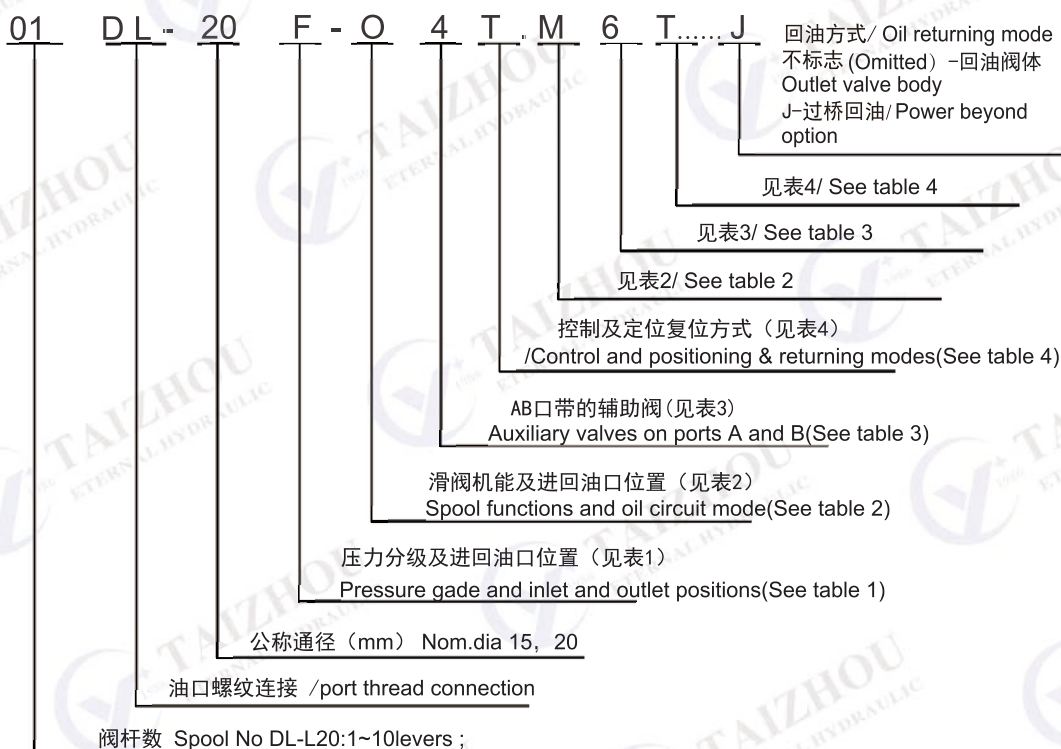 01 DL-20 F-O 4 T.M 6 T......J
回油方式/ Oil returning mode
不标志(Omitted) -回油阀体
Outlet valve body
J-过桥回油/ Power beyond
option
见表4/ See table 4
见表3/ See table 3
见表2/ See table 2
控制及定位复位方式（见表4）
/Control and positioning & returning modes(See table 4)
AB口带的辅助阀(见表3)
Auxiliary valves on ports A and B(See table 3)
滑阀机能及进回油口位置（见表2）
Spool functions and oil circuit mode(See table 2)
压力分级及进回油口位置（见表1）
Pressure gade and inlet and outlet positions(See table 1)
公称通径（mm） Nom.dia 15，20
油口螺纹连接 /port thread connection
阀杆数 Spool No DL-L20:1~10levers ;
TAIZHOU
ETERNAL HYDRAULIC
1986